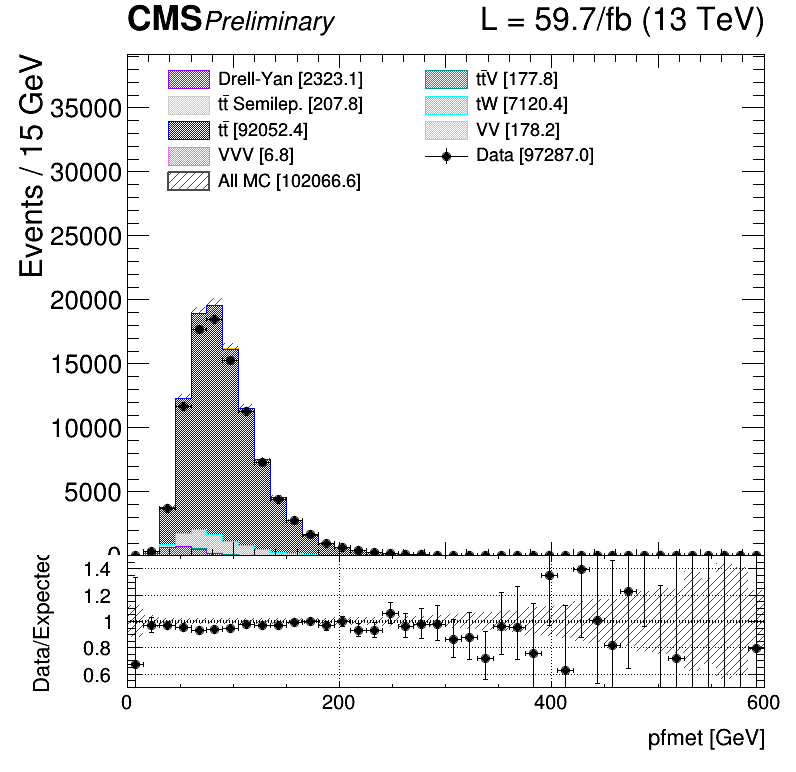 CMS Preliminary L = 59.7/fb (13 TeV)
Events / 15 GeV
Drell-Yan [2323.1]
tt̄ Semilep. [207.8]
tt̄ [92052.4]
VVV [6.8]
All MC [102066.6]
tt̄V [177.8]
tW [7120.4]
VV [178.2]
Data [97287.0]
35000
30000
25000
20000
15000
10000
5000
0
Data/Expected
1.4
1.2
1
0.8
0.6
0 200 400 600
pfmet [GeV]